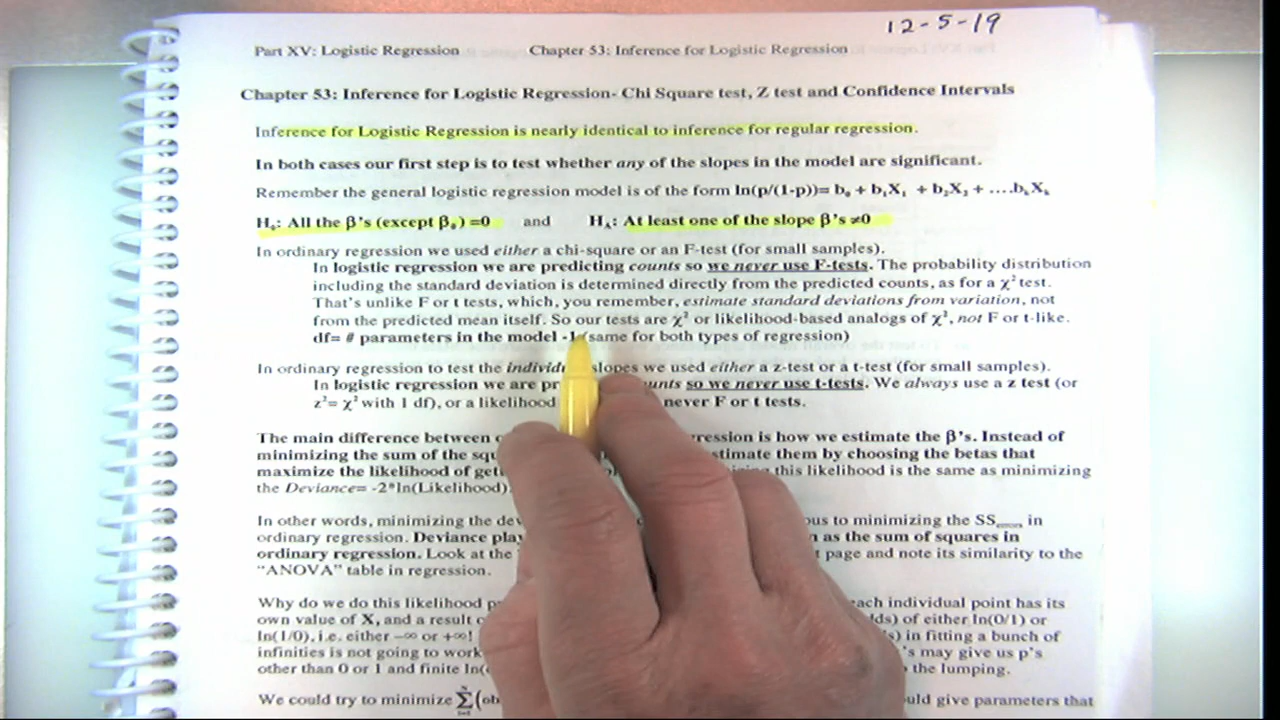 12-5-19
Part XV: Logistic Regression Chapter 53: Inference for Logistic Regression
Chapter 53: Inference for Logistic Regression- Chi Square test, Z test and Confidence Intervals
Inference for Logistic Regression is nearly identical to inference for regular regression.
In both cases our first step is to test whether any of the slopes in the model are significant.
Remember the general logistic regression model is of the form ln(p/(1-p))= b₀ + b₁X₁ + b₂X₂ + ....bₖXₖ
H₀: All the β's (except β₀) =0 and H_A: At least one of the slope β's ≠0
In ordinary regression we used either a chi-square or an F-test (for small samples).
In logistic regression we are predicting counts so we never use F-tests. The probability distribution
including the standard deviation is determined directly from the predicted counts, as for a χ² test.
That's unlike F or t tests, which, you remember, estimate standard deviations from variation, not
from the predicted mean itself. So our tests are χ² or likelihood-based analogs of χ², not F or t-like.
df= # parameters in the model -1 (same for both types of regression)
In ordinary regression to test the slopes we used either a z-test or a t-test (for small samples).
In logistic regression we are so we never use t-tests. We always use a z test (or
z²= χ² with 1 df), or a likelihood never F or t tests.
The main difference between is how we estimate the β's. Instead of
minimizing the sum of the them by choosing the betas that
maximize the likelihood of this likelihood is the same as minimizing
the Deviance= -2*ln(Likelihood)
In other words, minimizing the to minimizing the SS in
ordinary regression. Deviance as the sum of squares in
ordinary regression. Look at the page and note its similarity to the
"ANOVA" table in regression.
Why do we do this likelihood each individual point has its
own value of X, and a result of either ln(0/1) or
ln(1/0), i.e. either −∞ or +∞! in fitting a bunch of
infinities is not going to work may give us p's
other than 0 or 1 and finite the lumping.
We could try to minimize give parameters that